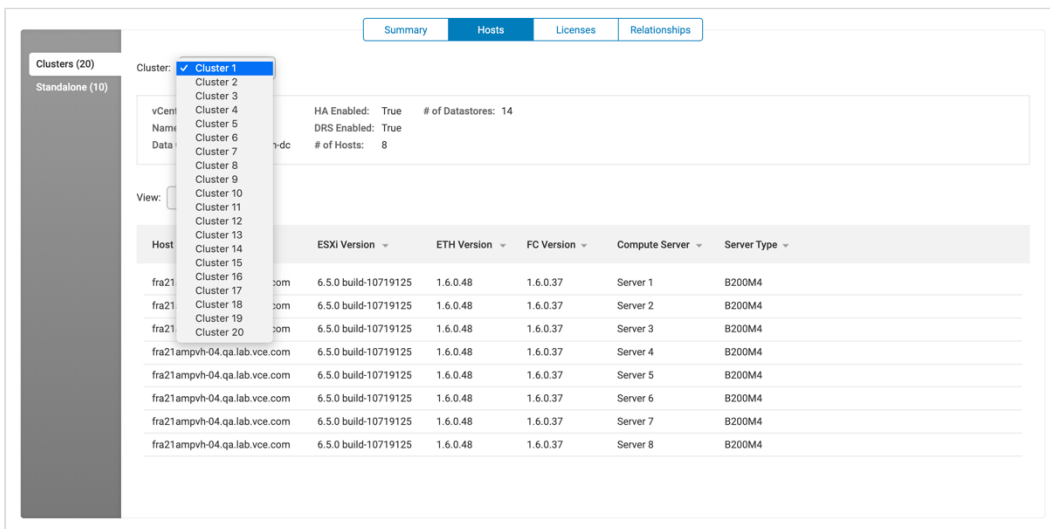 Summary Hosts Licenses Relationships
Clusters (20)
Standalone (10)
Cluster: ✓ Cluster 1
Cluster 2
Cluster 3
Cluster 4
Cluster 5
Cluster 6
Cluster 7
Cluster 8
Cluster 9
Cluster 10
Cluster 11
Cluster 12
Cluster 13
Cluster 14
Cluster 15
Cluster 16
Cluster 17
Cluster 18
Cluster 19
Cluster 20
HA Enabled: True # of Datastores: 14
Name DRS Enabled: True
Data # of Hosts: 8
View:
Host ESXi Version ETH Version FC Version Compute Server Server Type
fra21 com 6.5.0 build-10719125 1.6.0.48 1.6.0.37 Server 1 B200M4
fra21 com 6.5.0 build-10719125 1.6.0.48 1.6.0.37 Server 2 B200M4
fra21 com 6.5.0 build-10719125 1.6.0.48 1.6.0.37 Server 3 B200M4
fra21ampvh-04.qa.lab.vce.com 6.5.0 build-10719125 1.6.0.48 1.6.0.37 Server 4 B200M4
fra21ampvh-04.qa.lab.vce.com 6.5.0 build-10719125 1.6.0.48 1.6.0.37 Server 5 B200M4
fra21ampvh-04.qa.lab.vce.com 6.5.0 build-10719125 1.6.0.48 1.6.0.37 Server 6 B200M4
fra21ampvh-04.qa.lab.vce.com 6.5.0 build-10719125 1.6.0.48 1.6.0.37 Server 7 B200M4
fra21ampvh-04.qa.lab.vce.com 6.5.0 build-10719125 1.6.0.48 1.6.0.37 Server 8 B200M4